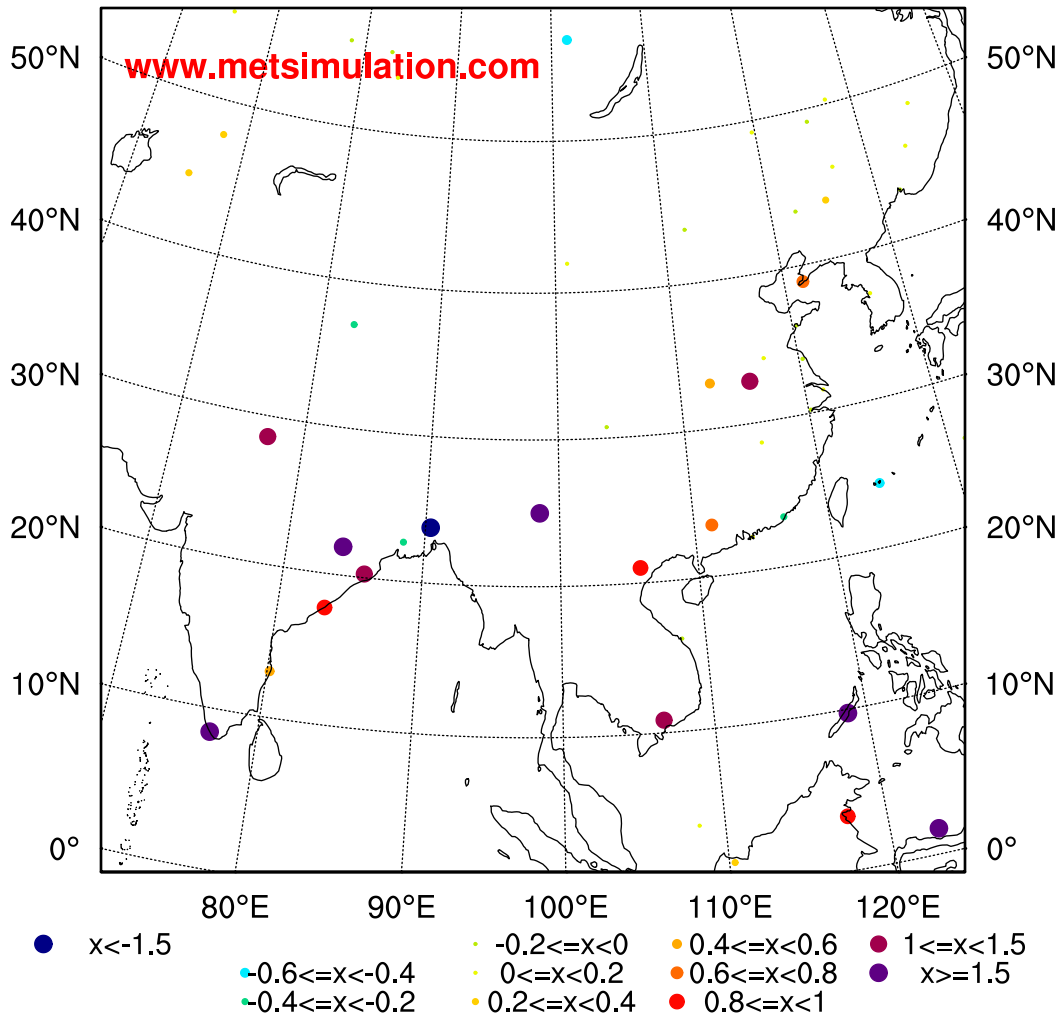 50°N 50°N
www.metsimulation.com
40°N 40°N
30°N 30°N
20°N 20°N
10°N 10°N
0° 0°
80°E 90°E 100°E 110°E 120°E
x<-1.5 -0.2<=x<0 0.4<=x<0.6 1<=x<1.5
-0.6<=x<-0.4 0<=x<0.2 0.6<=x<0.8 x>=1.5
-0.4<=x<-0.2 0.2<=x<0.4 0.8<=x<1